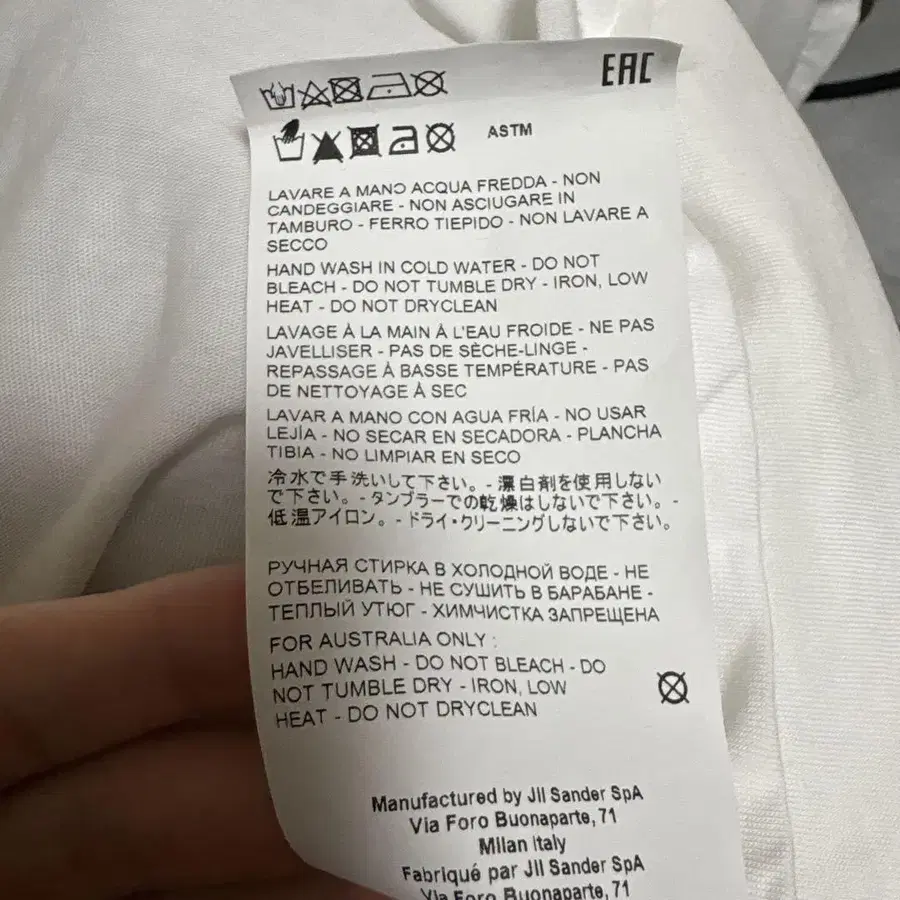 EAC
ASTM
LAVARE A MANO ACQUA FREDDA - NON
CANDEGGIARE - NON ASCIUGARE IN
TAMBURO - FERRO TIEPIDO - NON LAVARE A
SECCO
HAND WASH IN COLD WATER - DO NOT
BLEACH - DO NOT TUMBLE DRY - IRON, LOW
HEAT - DO NOT DRYCLEAN
LAVAGE À LA MAIN À L'EAU FROIDE - NE PAS
JAVELLISER - PAS DE SÈCHE-LINGE -
REPASSAGE À BASSE TEMPÉRATURE - PAS
DE NETTOYAGE À SEC
LAVAR A MANO CON AGUA FRÍA - NO USAR
LEJÍA - NO SECAR EN SECADORA - PLANCHA
TIBIA - NO LIMPIAR EN SECO
冷水で手洗いして下さい。- 漂白剤を使用しない
で下さい。- タンブラーでの乾燥はしないで下さい。-
低温アイロン。- ドライ・クリーニングしないで下さい。
РУЧНАЯ СТИРКА В ХОЛОДНОЙ ВОДЕ - НЕ
ОТБЕЛИВАТЬ - НЕ СУШИТЬ В БАРАБАНЕ -
ТЕПЛЫЙ УТЮГ - ХИМЧИСТКА ЗАПРЕЩЕНА
FOR AUSTRALIA ONLY :
HAND WASH - DO NOT BLEACH - DO
NOT TUMBLE DRY - IRON, LOW
HEAT - DO NOT DRYCLEAN
Manufactured by Jil Sander SpA
Via Foro Buonaparte, 71
Milan Italy
Fabriqué par Jil Sander SpA
Via Foro Buonaparte, 71